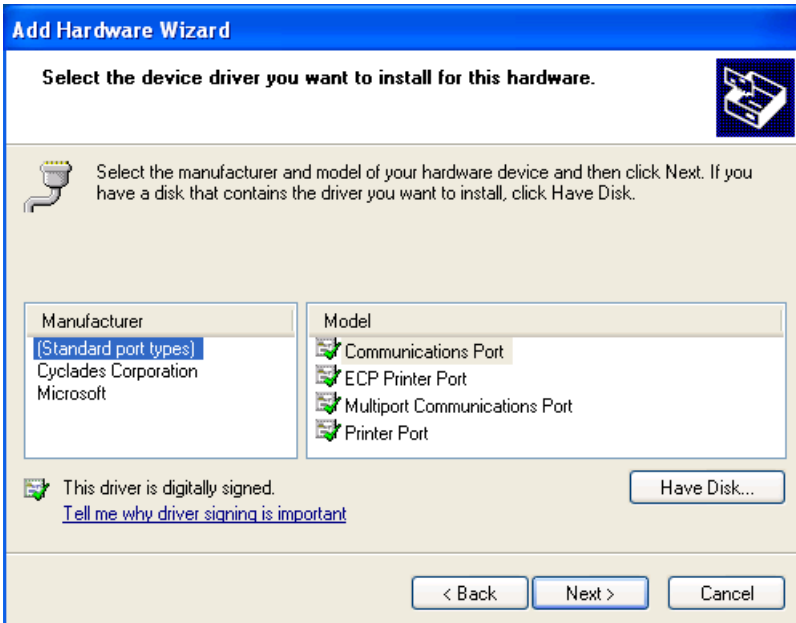 Add Hardware Wizard
Select the device driver you want to install for this hardware.
Select the manufacturer and model of your hardware device and then click Next. If you
have a disk that contains the driver you want to install, click Have Disk.
Manufacturer
(Standard port types)
Cyclades Corporation
Microsoft
Model
Communications Port
ECP Printer Port
Multiport Communications Port
Printer Port
This driver is digitally signed.
Tell me why driver signing is important
Have Disk...
< Back
Next >
Cancel